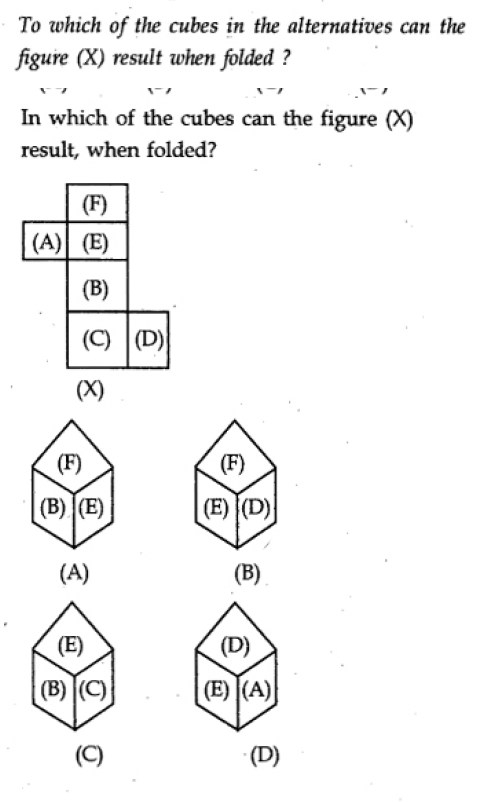 To which of the cubes in the alternatives can the
figure (X) result when folded ?
In which of the cubes can the figure (X)
result, when folded?
(F)
(A) (E)
(B)
(C) (D)
(X)
(F) (F)
(B) (E) (E) (D)
(A) (B)
(E) (D)
(B) (C) (E) (A)
(C) (D)